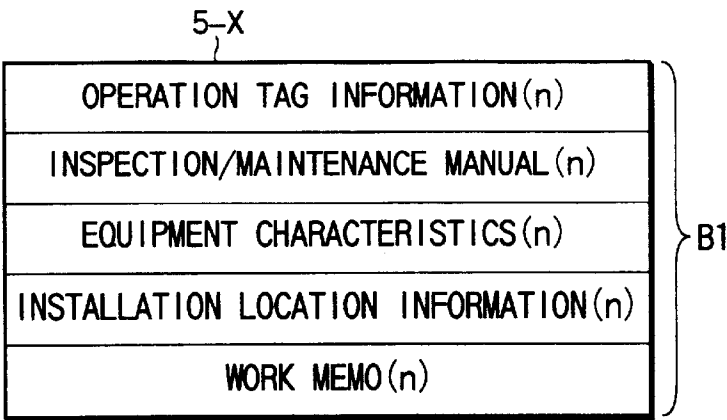 5-X
OPERATION TAG INFORMATION(n)
INSPECTION/MAINTENANCE MANUAL(n)
EQUIPMENT CHARACTERISTICS(n)
B1
INSTALLATION LOCATION INFORMATION(n)
WORK MEMO(n)